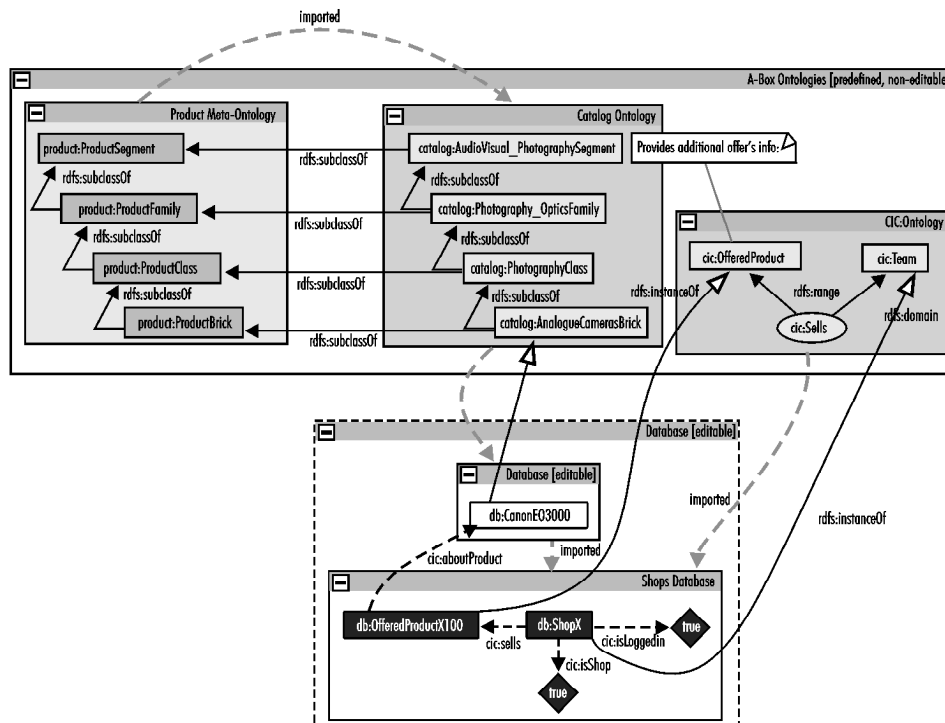 imported
A-Box Ontologies [predefined, non-editable
Product Meta-Ontology
Catalog Ontology
product:ProductSegment
rdfs:subclassOf
catalog:AudioVisual_PhotographySegment
Provides additional offer's info:
rdfs:subclassOf
rdfs:subclassOf
product:ProductFamily
rdfs:subclassOf
catalog:Photography_OpticsFamily
CIC:Ontology
rdfs:subclassOf
rdfs:subclassOf
cic:OfferedProduct
cic:Team
product:ProductClass
rdfs:subclassOf
catalog:PhotographyClass
rdfs:instanceOf
rdfs:range
rdfs:subclassOf
rdfs:subclassOf
rdfs:domain
product:ProductBrick
rdfs:subclassOf
catalog:AnalogueCamerasBrick
cic:Sells
Database [editable]
Database [editable]
db:CanonEO3000
imported
rdfs:instanceOf
cic:aboutProduct
imported
Shops Database
db:OfferedProductX100
cic:sells
db:ShopX
cic:isLoggedin
true
cic:isShop
true